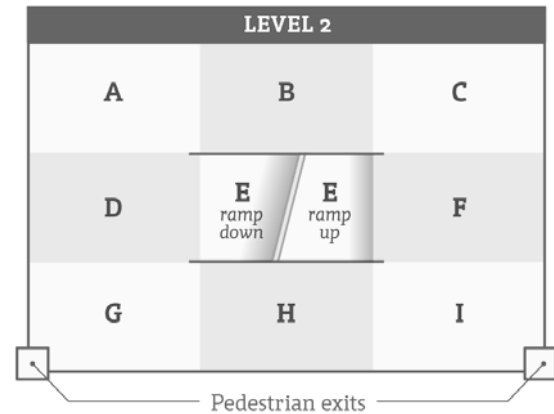 LEVEL 2
A B C
D E E F
ramp ramp
down up
G H I
Pedestrian exits